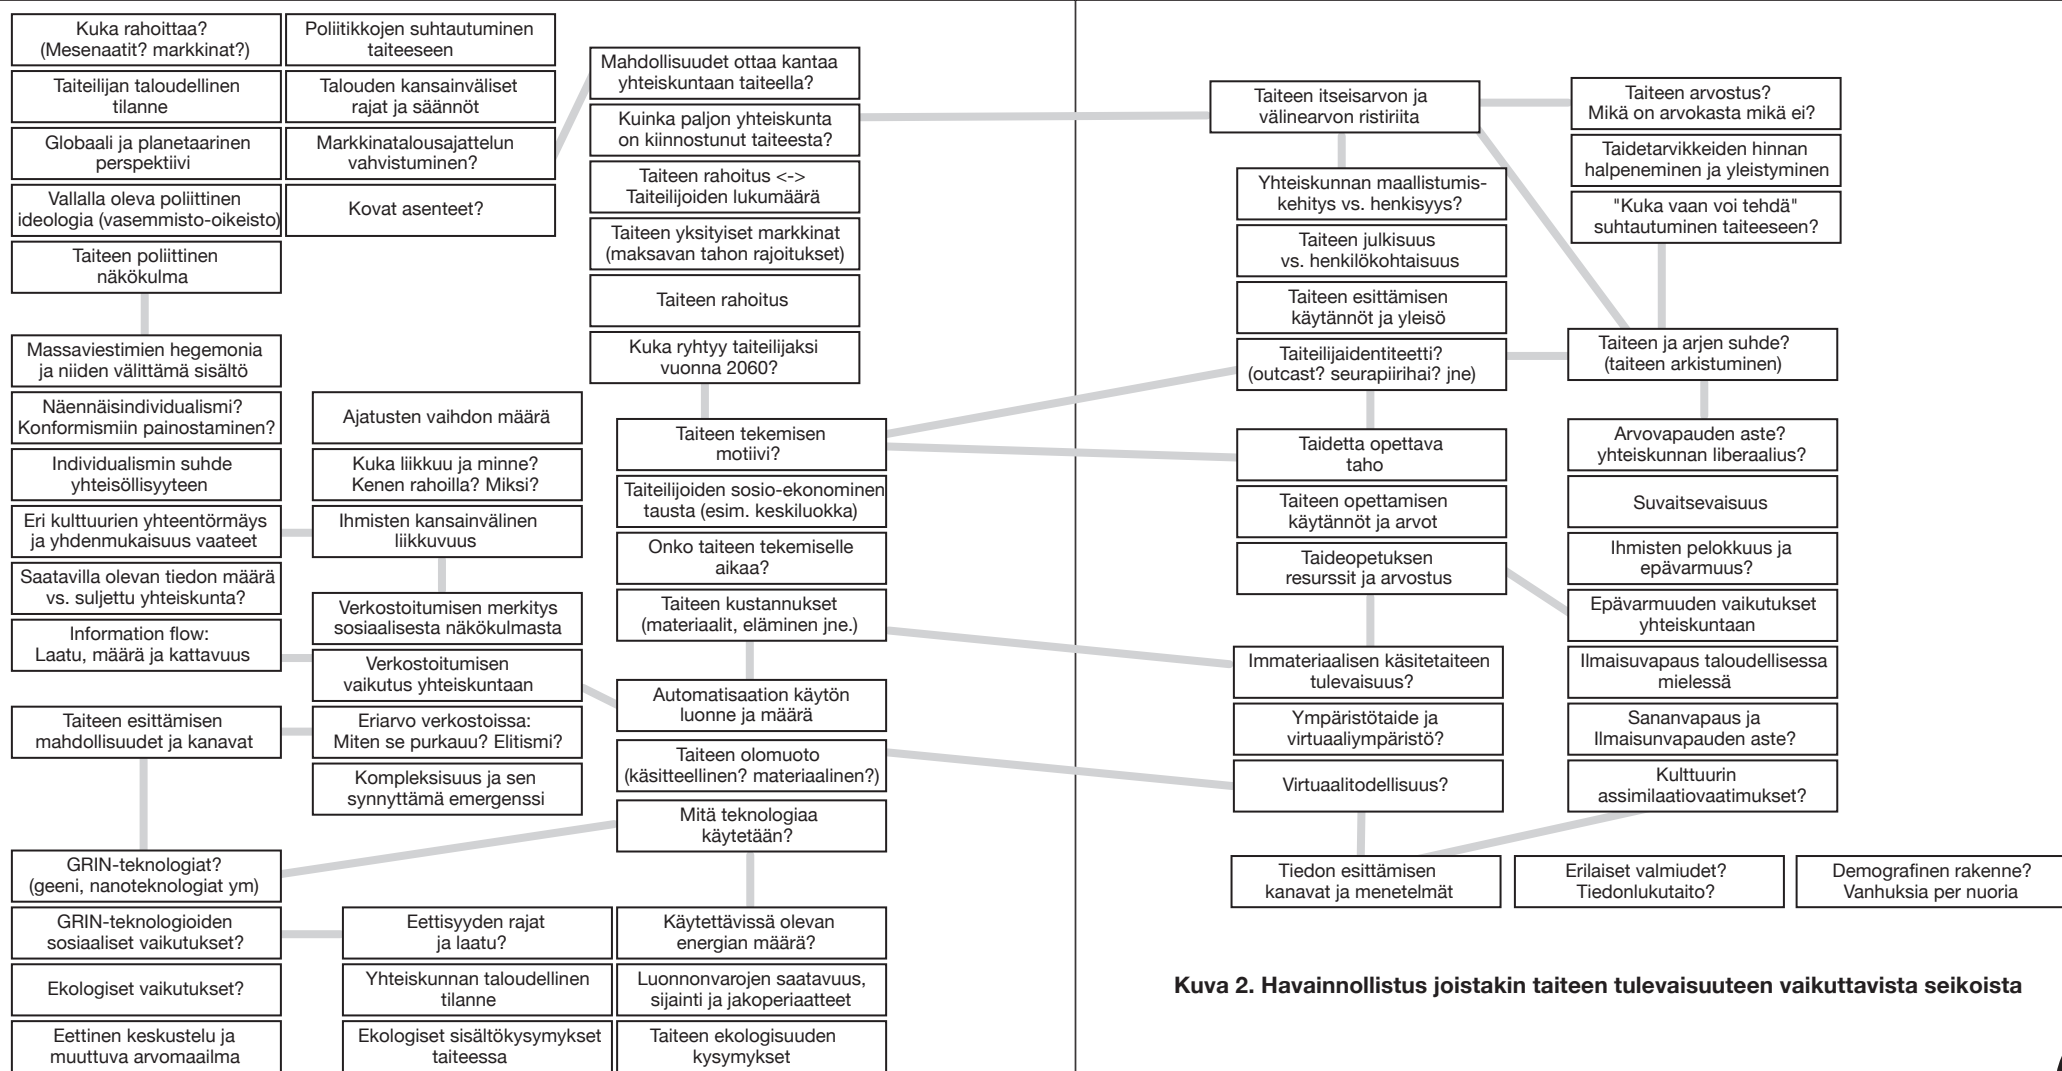 Kuka rahoittaa?
(Mesenaatit? markkinat?)
Taiteilijan taloudellinen
tilanne
Globaali ja planetaarinen
perspektiivi
Vallalla oleva poliittinen
ideologia (vasemmisto-oikeisto)
Taiteen poliittinen
näkökulma
Poliitikkojen suhtautuminen
taiteeseen
Talouden kansainväliset
rajat ja säännöt
Markkinatalousajattelun
vahvistuminen?
Kovat asenteet?
Massaviestimien hegemonia
ja niiden välittämä sisältö
Näennäisindividualismi?
Konformismiin painostaminen?
Individualismin suhde
yhteisöllisyyteen
Eri kulttuurien yhteentörmäys
ja yhdenmukaisuus vaateet
Saatavilla olevan tiedon määrä
vs. suljettu yhteiskunta?
Information flow:
Laatu, määrä ja kattavuus
Taiteen esittämisen
mahdollisuudet ja kanavat
Ajatusten vaihdon määrä
Kuka liikkuu ja minne?
Kenen rahoilla? Miksi?
Ihmisten kansainvälinen
liikkuvuus
Verkostoitumisen merkitys
sosiaalisesta näkökulmasta
Verkostoitumisen
vaikutus yhteiskuntaan
Eriarvo verkostoissa:
Miten se purkauu? Elitismi?
Kompleksisuus ja sen
synnyttämä emergenssi
GRIN-teknologiat?
(geeni, nanoteknologiat ym)
GRIN-teknologioiden
sosiaaliset vaikutukset?
Ekologiset vaikutukset?
Eettinen keskustelu ja
muuttuva arvomaailma
Eettisyyden rajat
ja laatu?
Yhteiskunnan taloudellinen
tilanne
Ekologiset sisältökysymykset
taiteessa
Mahdollisuudet ottaa kantaa
yhteiskuntaan taiteella?
Kuinka paljon yhteiskunta
on kiinnostunut taiteesta?
Taiteen rahoitus <->
Taiteilijoiden lukumäärä
Taiteen yksityiset markkinat
(maksavan tahon rajoitukset)
Taiteen rahoitus
Kuka ryhtyy taiteilijaksi
vuonna 2060?
Taiteen tekemisen
motiivi?
Taiteilijoiden sosio-ekonominen
tausta (esim. keskiluokka)
Onko taiteen tekemiselle
aikaa?
Taiteen kustannukset
(materiaalit, eläminen jne.)
Automatisaation käytön
luonne ja määrä
Taiteen olomuoto
(käsitteellinen? materiaalinen?)
Mitä teknologiaa
käytetään?
Käytettävissä olevan
energian määrä?
Luonnonvarojen saatavuus,
sijainti ja jakoperiaatteet
Taiteen ekologisuuden
kysymykset
Taiteen itseisarvon ja
välinearvon ristiriita
Yhteiskunnan maallistumis-
kehitys vs. henkisyys?
Taiteen julkisuus
vs. henkilökohtaisuus
Taiteen esittämisen
käytännöt ja yleisö
Taiteilijaidentiteetti?
(outcast? seurapiirihai? jne)
Taidetta opettava
taho
Taiteen opettamisen
käytännöt ja arvot
Taideopetuksen
resurssit ja arvostus
Immateriaalisen käsitetaiteen
tulevaisuus?
Ympäristötaide ja
virtuaaliympäristö?
Virtuaalitodellisuus?
Taiteen arvostus?
Mikä on arvokasta mikä ei?
Taidetarvikkeiden hinnan
halpeneminen ja yleistyminen
"Kuka vaan voi tehdä"
suhtautuminen taiteeseen?
Taiteen ja arjen suhde?
(taiteen arkistuminen)
Arvovapauden aste?
yhteiskunnan liberaalius?
Suvaitsevaisuus
Ihmisten pelokkuus ja
epävarmuus?
Epävarmuuden vaikutukset
yhteiskuntaan
Ilmaisuvapaus taloudellisessa
mielessä
Sananvapaus ja
Ilmaisunvapauden aste?
Kulttuurin
assimilaatiovaatimukset?
Tiedon esittämisen
kanavat ja menetelmät
Erilaiset valmiudet?
Tiedonlukutaito?
Demografinen rakenne?
Vanhuksia per nuoria
Kuva 2. Havainnollistus joistakin taiteen tulevaisuuteen vaikuttavista seikoista